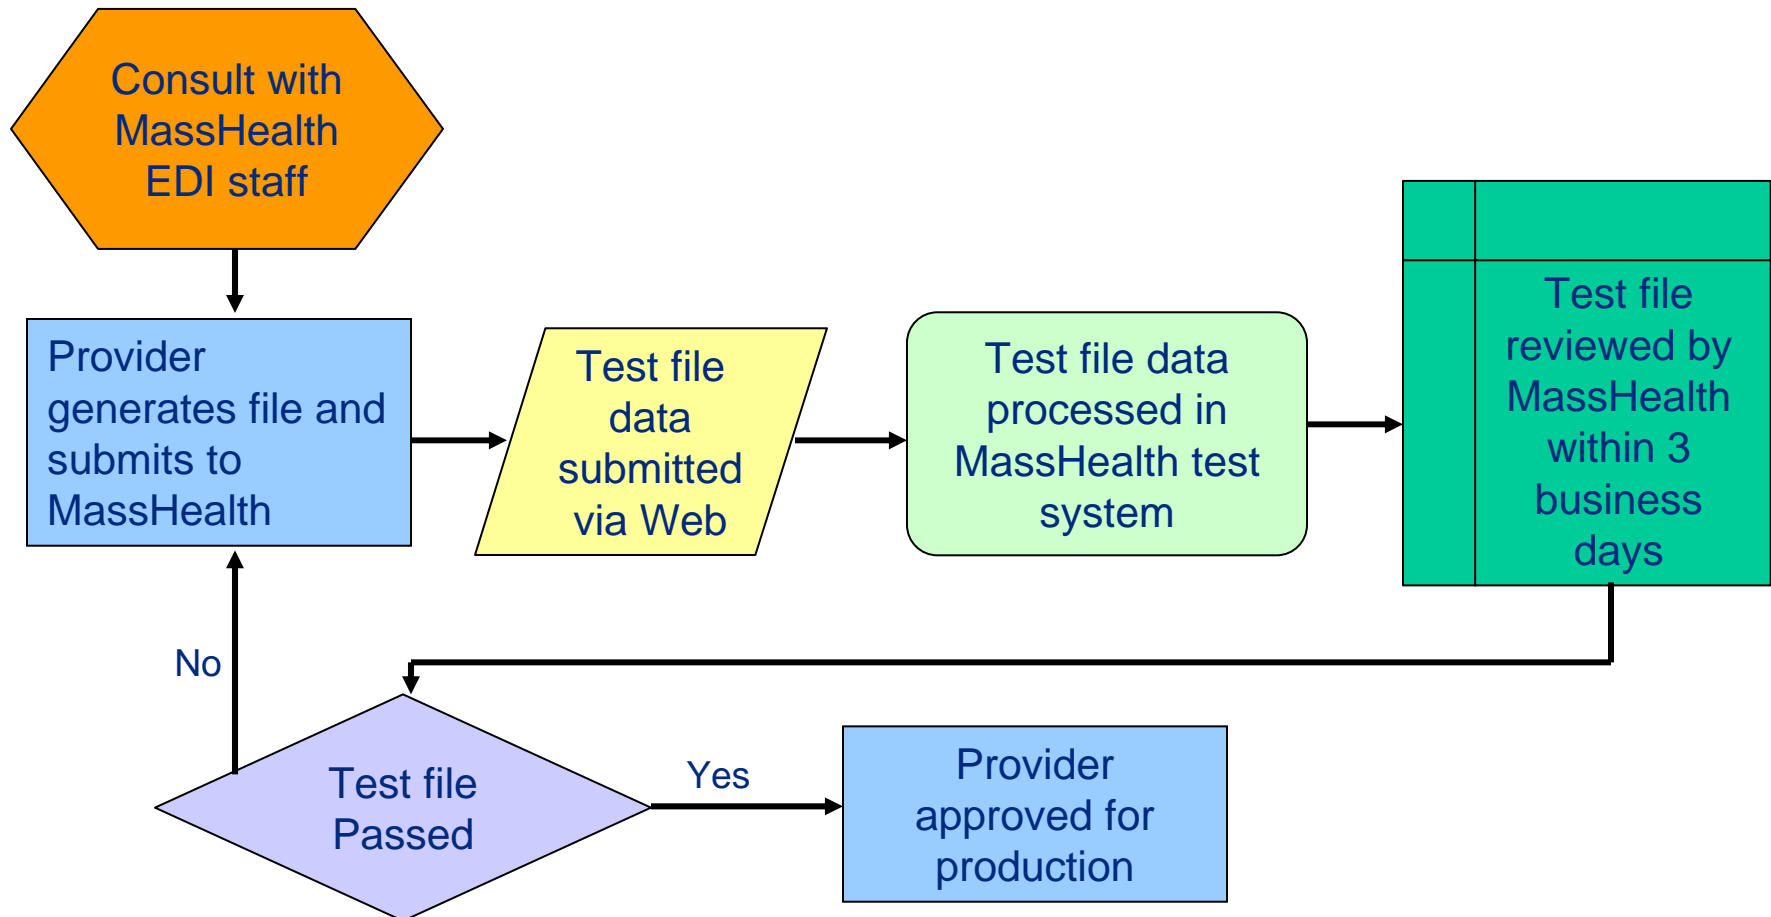 Consult with
MassHealth
EDI staff
Provider
generates file and
submits to
MassHealth
Test file
data
submitted
via Web
Test file data
processed in
MassHealth test
system
Test file
reviewed by
MassHealth
within 3
business
days
No
Test file
Passed
Yes
Provider
approved for
production